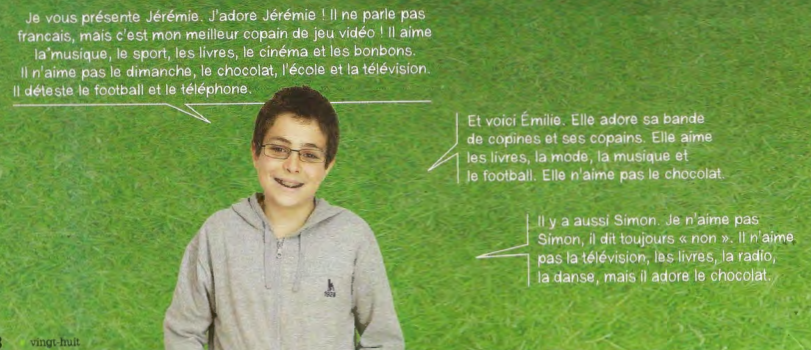 Je vous présente Jérémie. J'adore Jérémie ! Il ne parle pas
francais, mais c'est mon meilleur copain de jeu vidéo ! Il aime
la musique, le sport, les livres, le cinéma et les bonbons.
Il n'aime pas le dimanche, le chocolat, l'école et la télévision.
Il déteste le football et le téléphone.
Et voici Émilie. Elle adore sa bande
de copines et ses copains. Elle aime
les livres, la mode, la musique et
le football. Elle n'aime pas le chocolat.
Il y a aussi Simon. Je n'aime pas
Simon, il dit toujours « non ». Il n'aime
pas la télévision, les livres, la radio,
la danse, mais il adore le chocolat.
vingt-huit